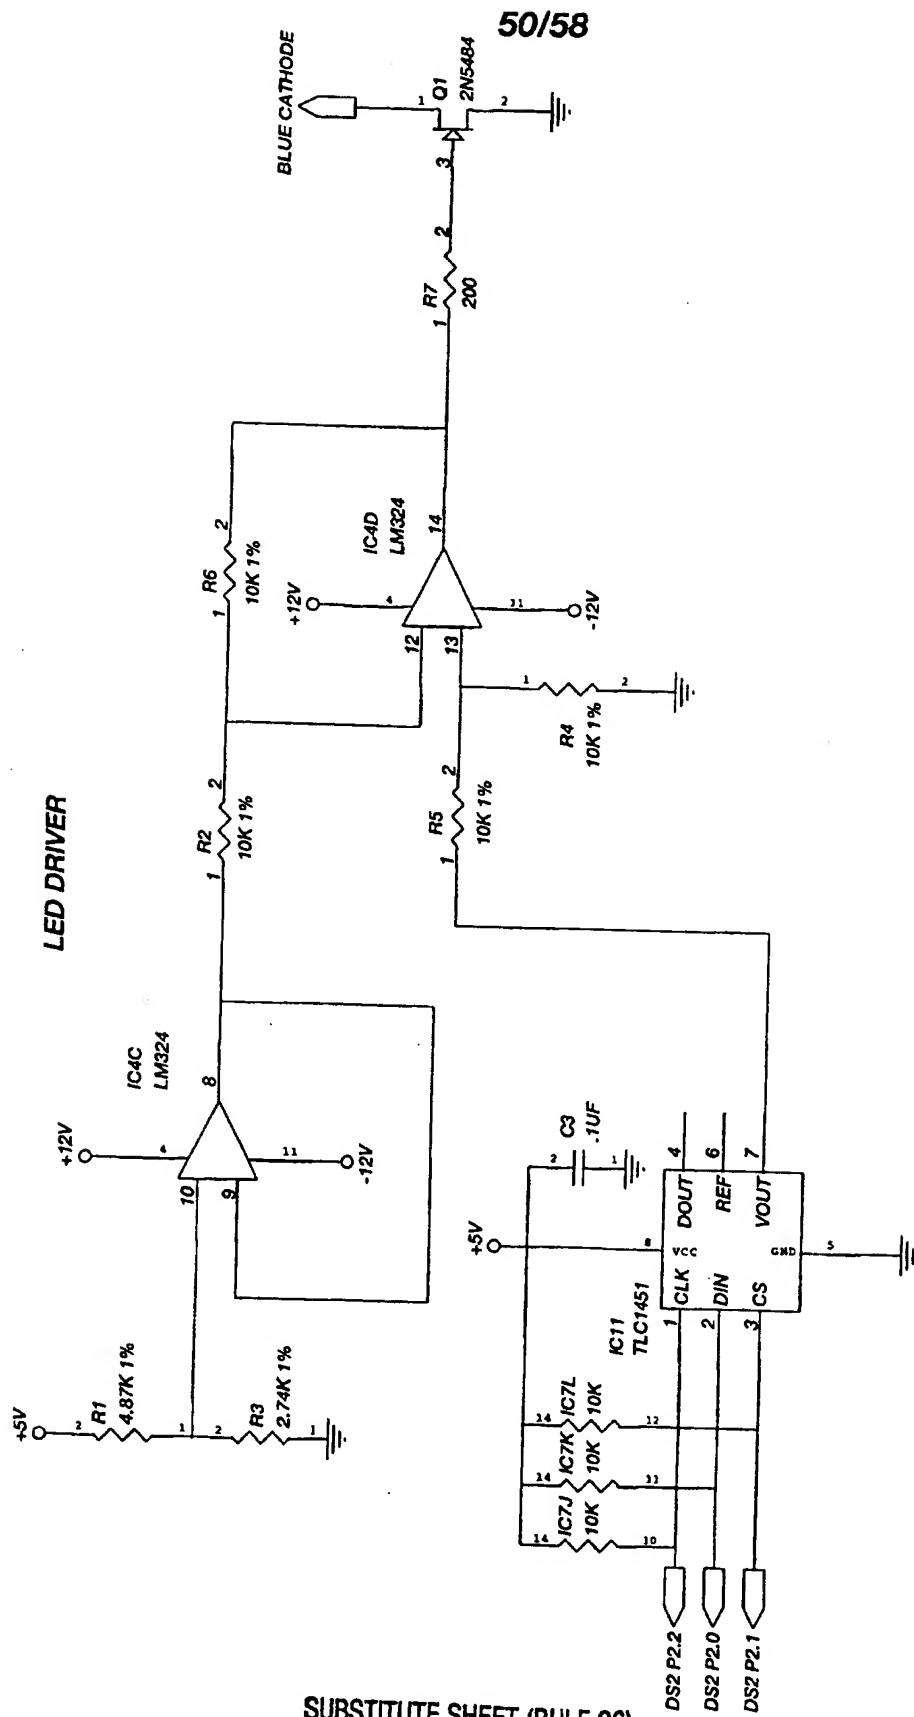 50/58
LED DRIVER
+5V
2
R1
4.87K 1%
1
2
R3
2.74K 1%
1
10
9
+12V
4
11
-12V
8
IC4C
LM324
1
R2
10K 1%
2
1
R6
10K 1%
2
12
13
+12V
4
11
-12V
14
IC4D
LM324
1
R5
10K 1%
2
1
R4
10K 1%
2
1
R7
200
2
3
1
Q1
2N5484
2
BLUE CATHODE
+5V
2
C3
.1UF
1
14
IC7J
10K
10
14
IC7K
10K
11
14
IC7L
10K
12
IC11
TLC1451
8
VCC
1
CLK
2
DIN
3
CS
4
DOUT
6
REF
7
VOUT
GND
5
DS2 P2.2
DS2 P2.0
DS2 P2.1